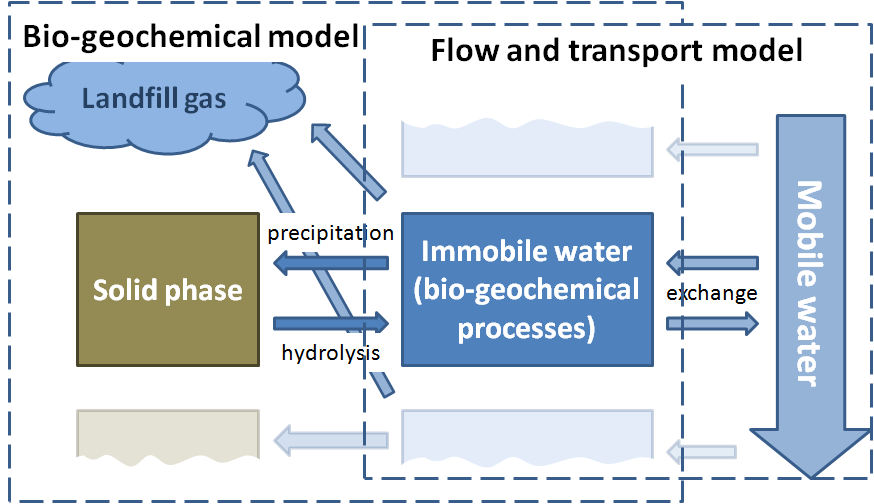 Bio-geochemical model
Flow and transport model
Landfill gas
precipitation
Solid phase
Immobile water
(bio-geochemical
processes)
exchange
hydrolysis
Mobile water